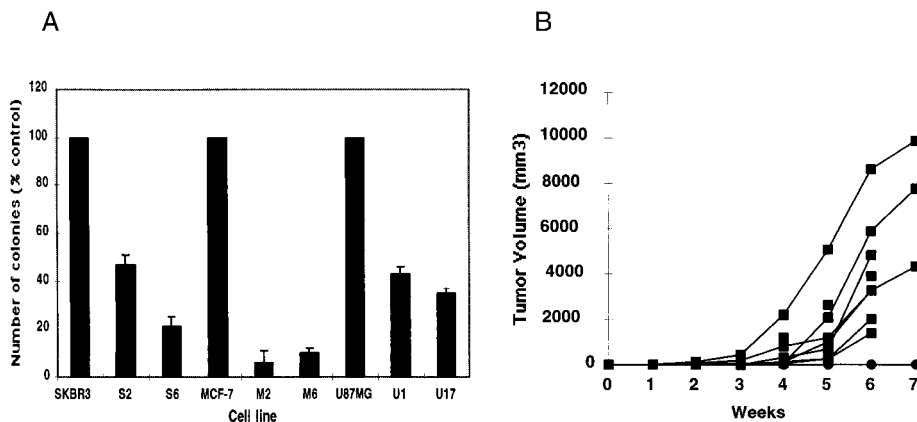 A
B
Number of colonies (% control)
120
100
80
60
40
20
0
SKBR3 S2 S6 MCF-7 M2 M6 U87MG U1 U17
Cell line
Tumor Volume (mm3)
12000
10000
8000
6000
4000
2000
0
0 1 2 3 4 5 6 7
Weeks